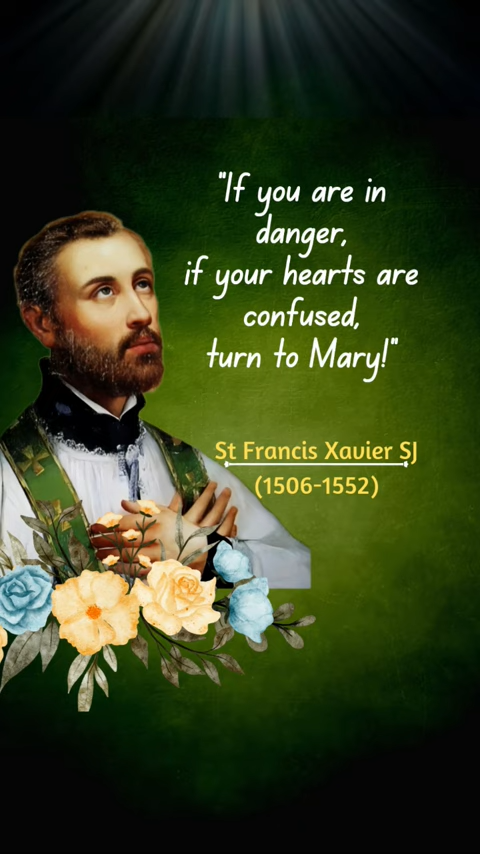 "If you are in
danger,
if your hearts are
confused,
turn to Mary!"
St Francis Xavier SJ
(1506-1552)